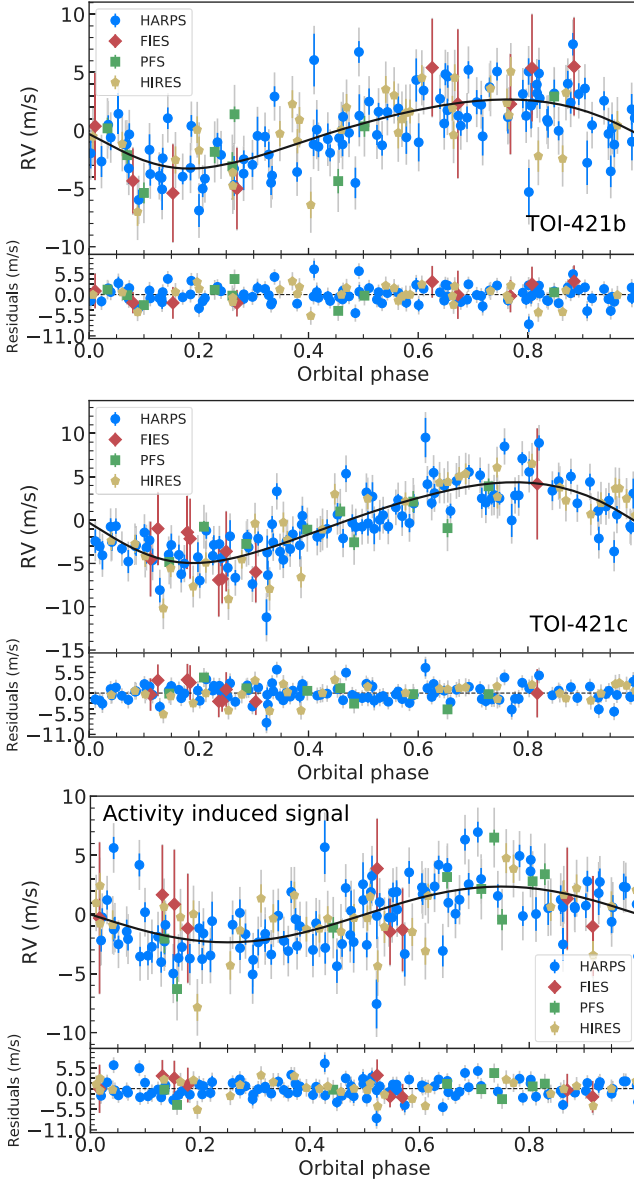 10
HARPS
FIES
PFS
HIRES
5
0
−5
−10
RV (m/s)
TOI-421b
5.5
0.0
−5.5
−11.0
Residuals (m/s)
0.0 0.2 0.4 0.6 0.8
Orbital phase
HARPS
FIES
PFS
HIRES
10
5
0
−5
−10
−15
RV (m/s)
TOI-421c
5.5
0.0
−5.5
−11.0
Residuals (m/s)
0.0 0.2 0.4 0.6 0.8
Orbital phase
10
Activity induced signal
5
0
−5
−10
RV (m/s)
HARPS
FIES
PFS
HIRES
5.5
0.0
−5.5
−11.0
Residuals (m/s)
0.0 0.2 0.4 0.6 0.8
Orbital phase